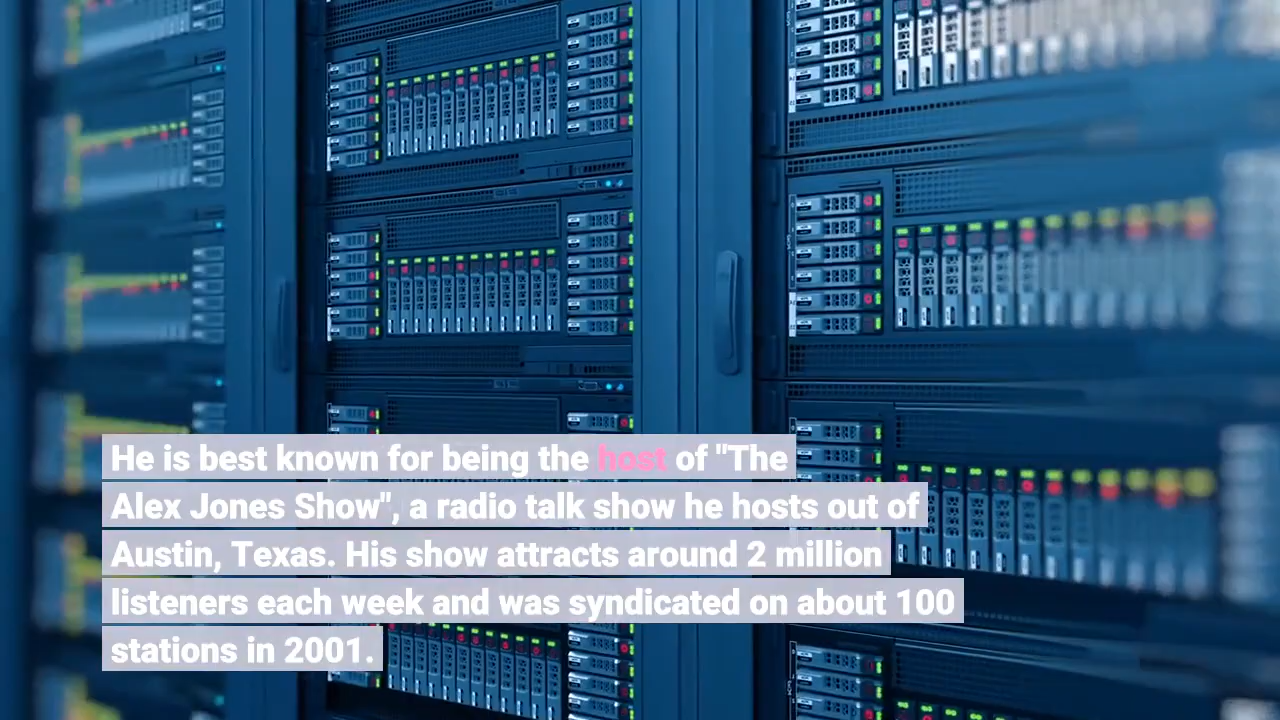 He is best known for being the host of "The
Alex Jones Show", a radio talk show he hosts out of
Austin, Texas. His show attracts around 2 million
listeners each week and was syndicated on about 100
stations in 2001.